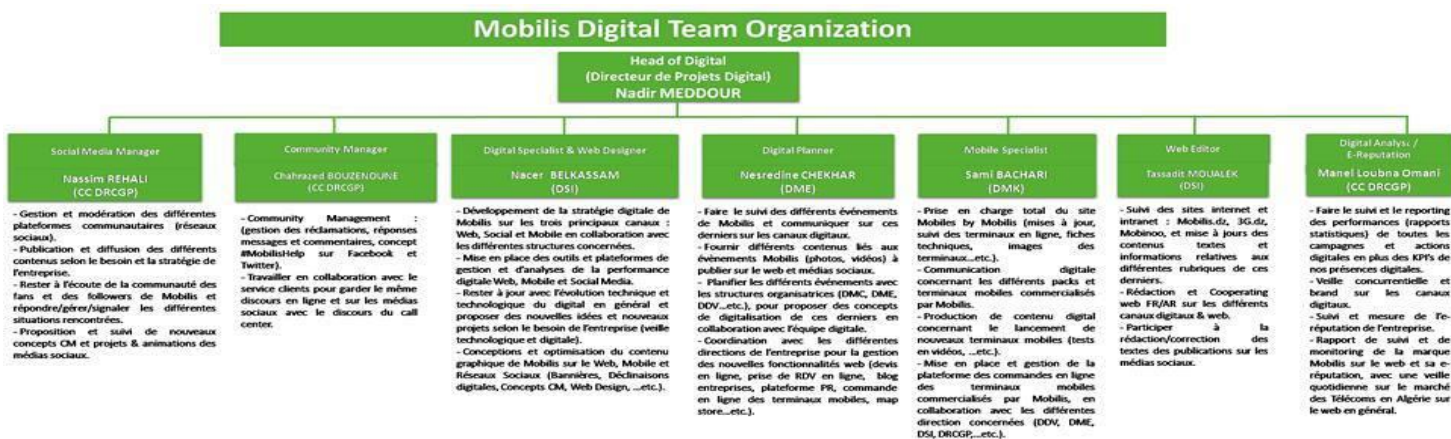 Mobilis Digital Team Organization
Head of Digital
(Directeur de Projets Digital)
Nadir MEDDOUR
Social Media Manager
Nassim REHALI
(CC DRCGP)
- Gestion et modération des différentes
plateformes communautaires (réseaux
sociaux).
- Publication et diffusion des différents
contenus selon le besoin et la stratégie de
l'entreprise.
- Rester à l'écoute de la communauté des
fans et des followers de Mobilis et
répondre/gérer/signaler les différentes
situations rencontrées.
- Proposition et suivi de nouveaux
concepts CM et projets & animations des
médias sociaux.
Community Manager
Chahrazed BOUZENOUNE
(CC DRCGP)
- Community Management :
(gestion des réclamations, réponses
messages et commentaires, concept
#MobilisHelp sur Facebook et
Twitter).
- Travailler en collaboration avec le
service clients pour garder le même
discours en ligne et sur les médias
sociaux avec le discours du call
center.
Digital Specialist & Web Designer
Nacer BELKASSAM
(DSI)
- Développement de la stratégie digitale de
Mobilis sur les trois principaux canaux :
Web, Social et Mobile en collaboration avec
les différentes structures concernées.
- Mise en place des outils et plateformes de
gestion et d'analyses de la performance
digitale Web, Mobile et Social Media.
- Rester à jour avec l'évolution technique et
technologique du digital en général et
proposer des nouvelles idées et nouveaux
projets selon le besoin de l'entreprise (veille
technologique et digitale).
- Conceptions et optimisation du contenu
graphique de Mobilis sur le Web, Mobile et
Réseaux Sociaux (Bannières, Déclinaisons
digitales, Concepts CM, Web Design, ...etc.).
Digital Planner
Nesredine CHEKHAR
(DME)
- Faire le suivi des différents événements
de Mobilis et communiquer sur ces
derniers sur les canaux digitaux.
- Fournir différents contenus liés aux
évènements Mobilis (photos, vidéos) à
publier sur le web et médias sociaux.
- Planifier les différents événements avec
les structures organisatrices (DMC, DME,
DDV...etc.), pour proposer des concepts
de digitalisation de ces derniers en
collaboration avec l'équipe digitale.
- Coordination avec les différentes
directions de l'entreprise pour la gestion
des nouvelles fonctionnalités web (devis
en ligne, prise de RDV en ligne, blog
entreprises, plateforme PR, commande
en ligne des terminaux mobiles, map
store...etc.).
Mobile Specialist
Sami BACHARI
(DMK)
- Prise en charge total du site
Mobiles by Mobilis (mises à jour,
suivi des terminaux en ligne, fiches
techniques, images des
terminaux...etc.).
- Communication digitale
concernant les différents packs et
terminaux mobiles commercialisés
par Mobilis.
- Production de contenu digital
concernant le lancement de
nouveaux terminaux mobiles (tests
en vidéos, ...etc.).
- Mise en place et gestion de la
plateforme des commandes en ligne
des terminaux mobiles
commercialisés par Mobilis, en
collaboration avec les différentes
direction concernées (DDV, DME,
DSI, DRCGP,...etc.).
Web Editor
Tassadit MOUALEK
(DSI)
- Suivi des sites internet et
intranet : Mobilis.dz, 3G.dz,
Mobinoo, et mise à jours des
contenus textes et
informations relatives aux
différentes rubriques de ces
derniers.
- Rédaction et Cooperating
web FR/AR sur les différents
canaux digitaux & web.
- Participer à la
rédaction/correction des
textes des publications sur les
médias sociaux.
Digital Analyst /
E-Reputation
Manel Loubna Omani
(CC DRCGP)
- Faire le suivi et le reporting
des performances (rapports
statistiques) de toutes les
campagnes et actions
digitales en plus des KPI's de
nos présences digitales.
- Veille concurrentielle et
brand sur les canaux
digitaux.
- Suivi et mesure de l'e-
réputation de l'entreprise.
- Rapport de suivi et de
monitoring de la marque
Mobilis sur le web et sa e-
réputation, avec une veille
quotidienne sur le marché
des Télécoms en Algérie sur
le web en général.